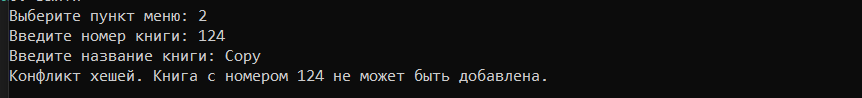 Выберите пункт меню: 2
Введите номер книги: 124
Введите название книги: Copy
Конфликт хешей. Книга с номером 124 не может быть добавлена.